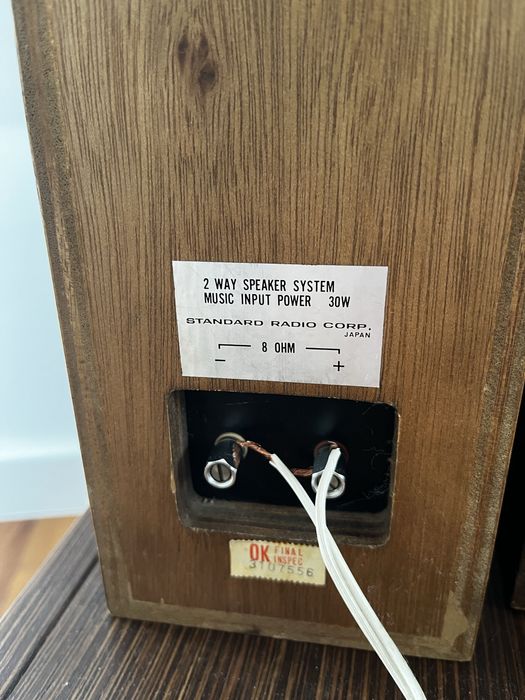 2 WAY SPEAKER SYSTEM
MUSIC INPUT POWER 30W
STANDARD RADIO CORP.
JAPAN
8 OHM
− +
OK FINAL
INSPEC
3107556